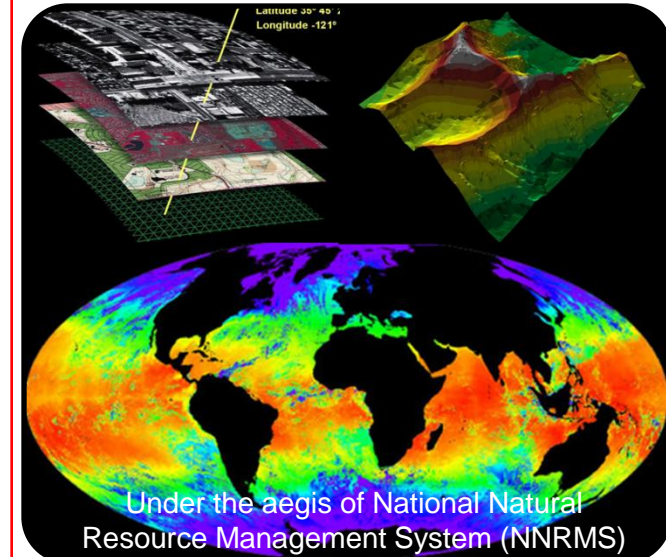 Latitude 35° 45'
Longitude -121°
Under the aegis of National Natural
Resource Management System (NNRMS)